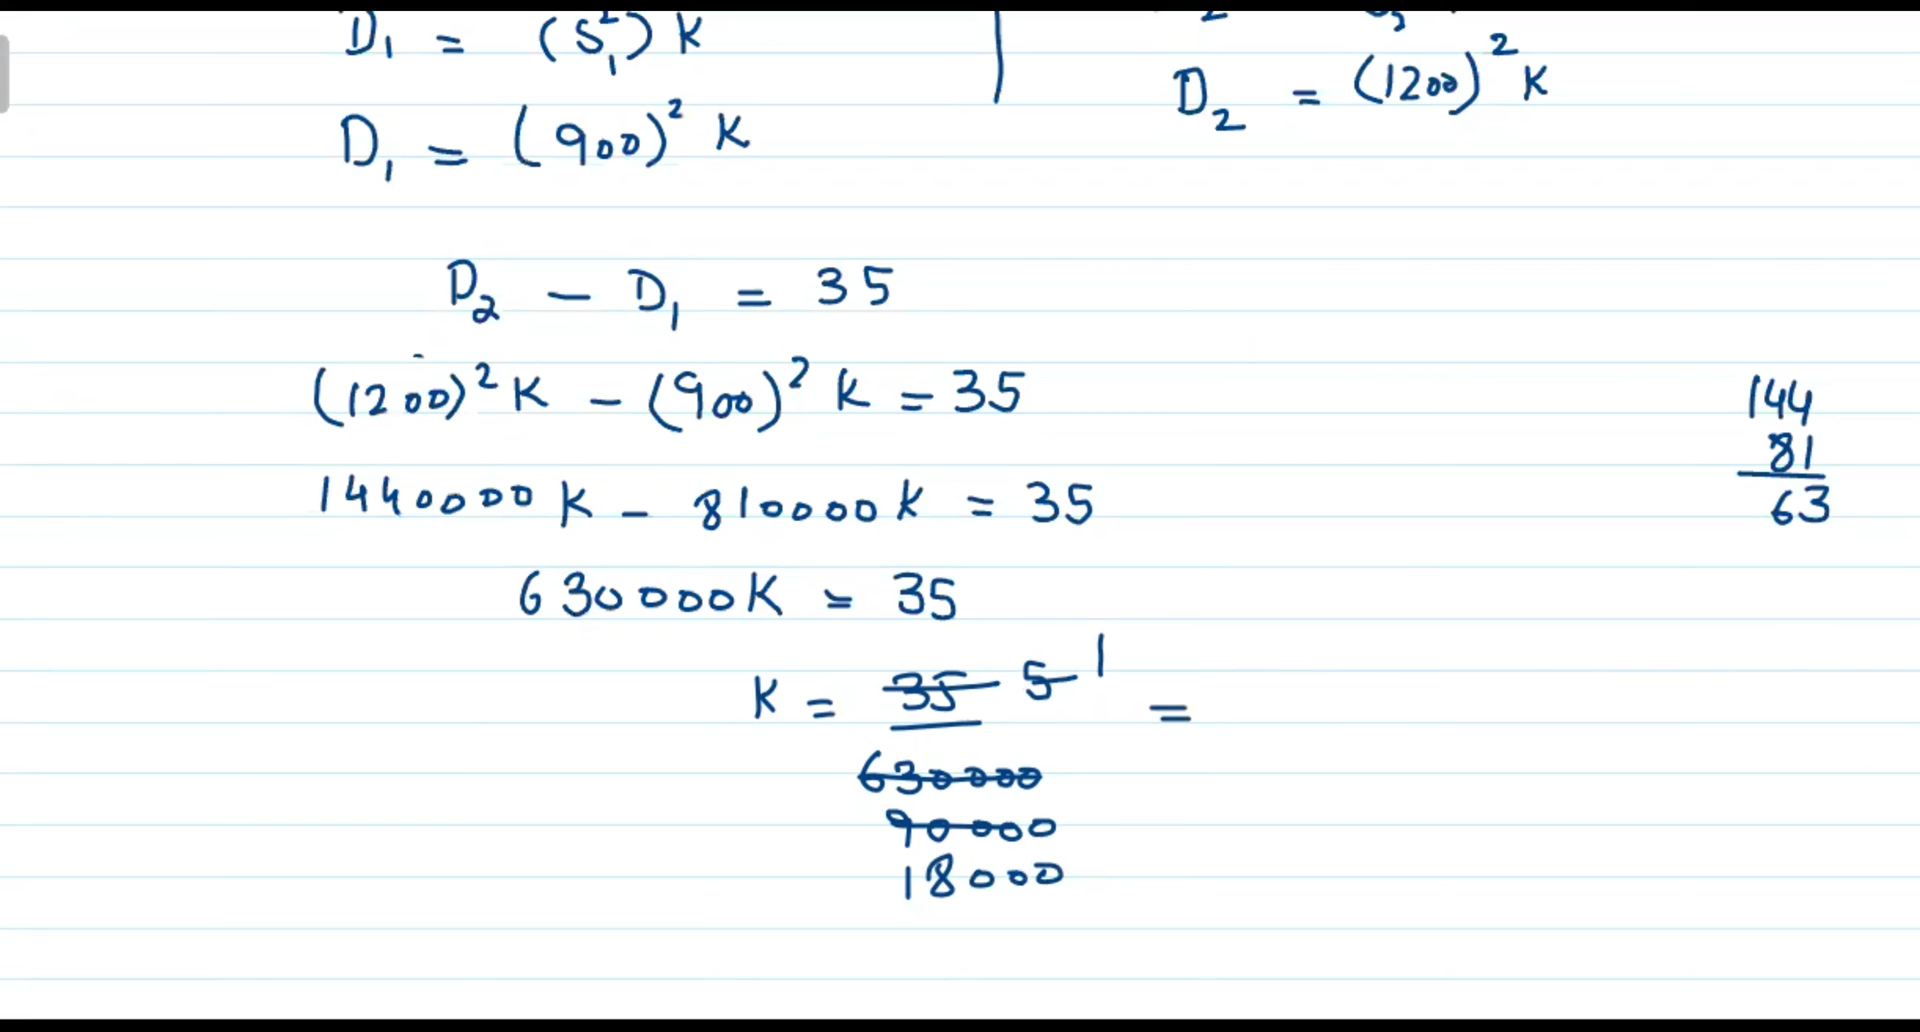 D₁ = (S₁²) K
D₁ = (900)² K
D₂ = (1200)² K
D₂ − D₁ = 35
(1200)² K − (900)² K = 35
1440000 K − 810000 K = 35
630000 K = 35
K = 35 5 1 =
630000
90000
18000
144
81
63